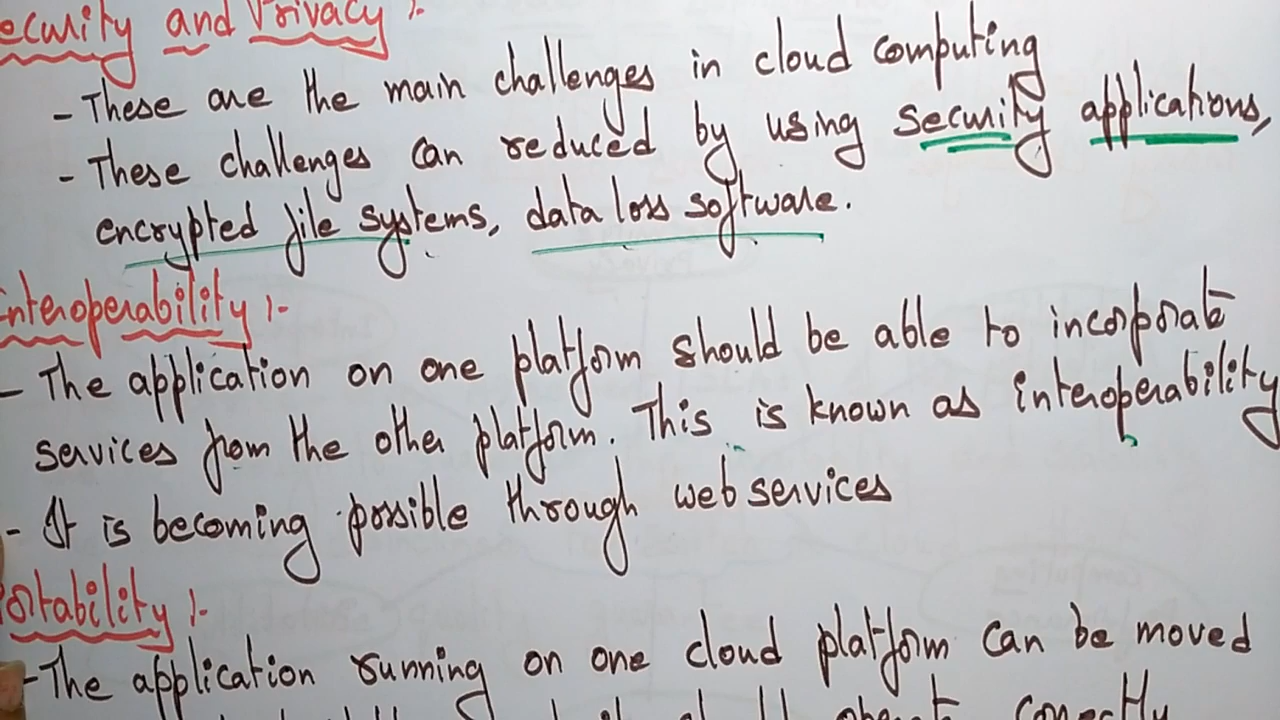 ecurity and Privacy :-
- These are the main challenges in cloud computing
- These challenges can reduced by using security applications,
encrypted file systems, data loss software.
nteroperability :-
- The application on one platform should be able to incorporate
services from the other platform. This is known as interoperability
- It is becoming possible through web services
ortability :-
- The application running on one cloud platform can be moved
operate correctly